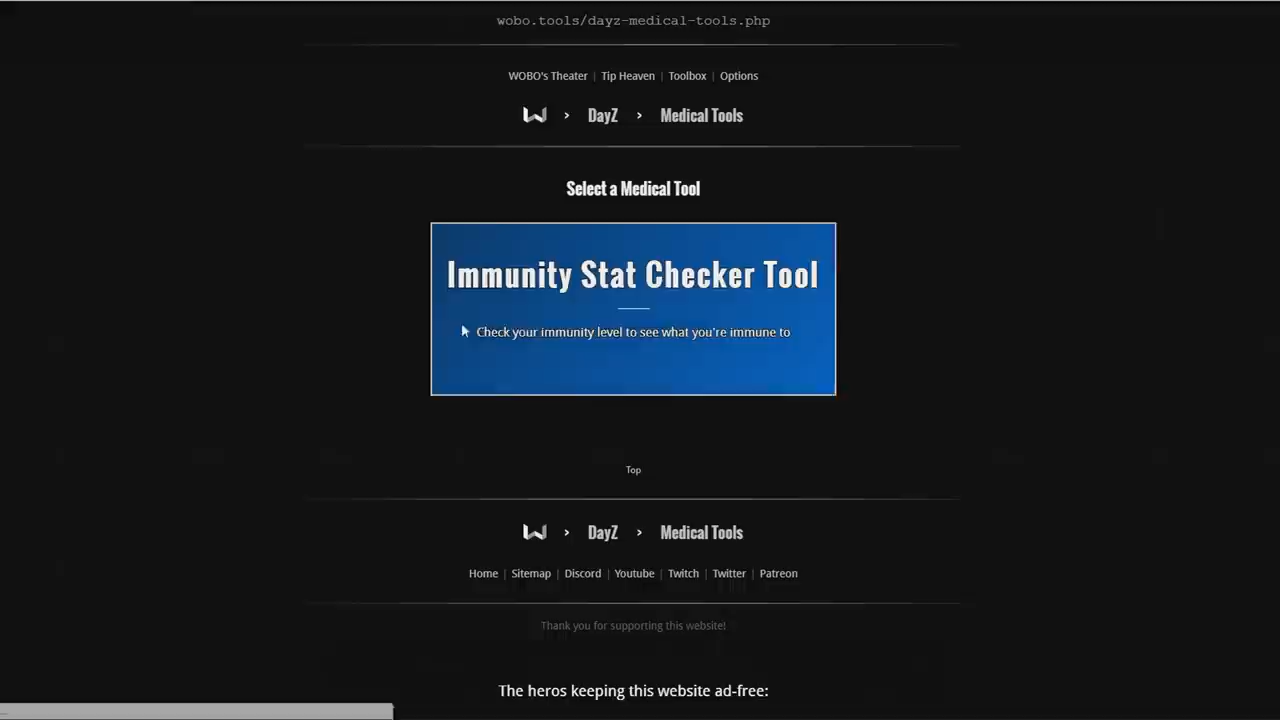 wobo.tools/dayz-medical-tools.php
WOBO's Theater | Tip Heaven | Toolbox | Options
W > DayZ > Medical Tools
Select a Medical Tool
Immunity Stat Checker Tool
Check your immunity level to see what you're immune to
Top
W > DayZ > Medical Tools
Home | Sitemap | Discord | Youtube | Twitch | Twitter | Patreon
Thank you for supporting this website!
The heros keeping this website ad-free: